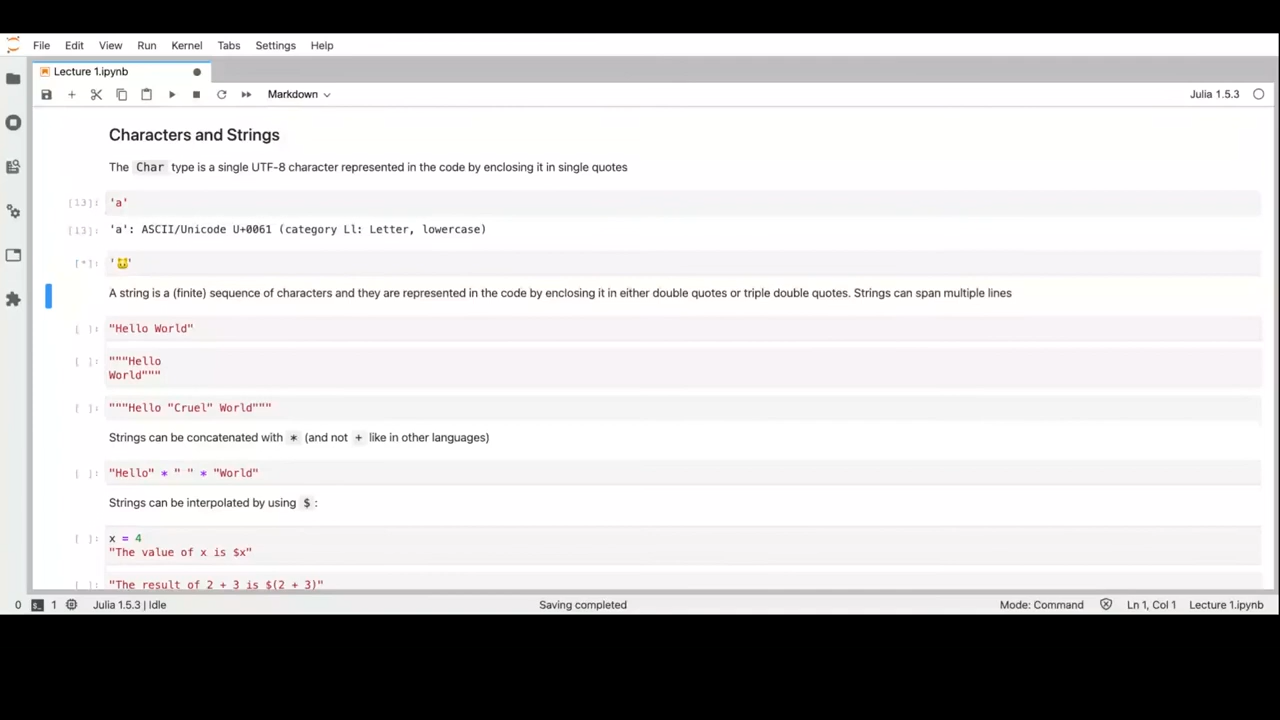 File Edit View Run Kernel Tabs Settings Help
Lecture 1.ipynb
Markdown
Julia 1.5.3
Characters and Strings
The Char type is a single UTF-8 character represented in the code by enclosing it in single quotes
[13]: 'a'
[13]: 'a': ASCII/Unicode U+0061 (category Ll: Letter, lowercase)
[*]: '🐱'
A string is a (finite) sequence of characters and they are represented in the code by enclosing it in either double quotes or triple double quotes. Strings can span multiple lines
[ ]: "Hello World"
[ ]: """Hello
World"""
[ ]: """Hello "Cruel" World"""
Strings can be concatenated with * (and not + like in other languages)
[ ]: "Hello" * " " * "World"
Strings can be interpolated by using $ :
[ ]: x = 4
"The value of x is $x"
[ ]: "The result of 2 + 3 is $(2 + 3)"
0 1 Julia 1.5.3 | Idle Saving completed Mode: Command Ln 1, Col 1 Lecture 1.ipynb